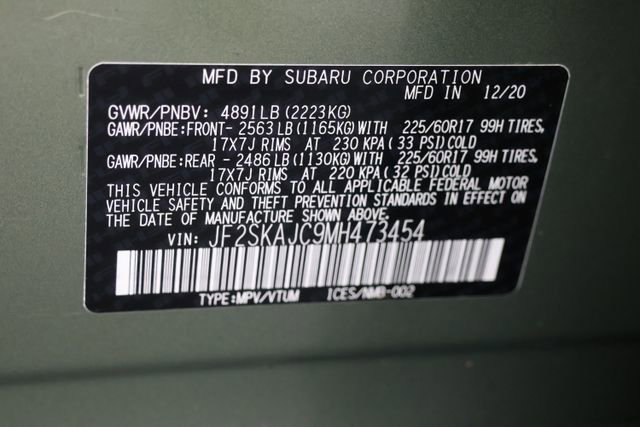 MFD BY SUBARU CORPORATION
MFD IN 12/20
GVWR/PNBV: 4891LB (2223KG)
GAWR/PNBE:FRONT- 2563LB (1165KG)WITH 225/60R17 99H TIRES,
17X7J RIMS AT 230 KPA (33 PSI)COLD
GAWR/PNBE:REAR - 2486LB (1130KG)WITH 225/60R17 99H TIRES,
17X7J RIMS AT 220 KPA (32 PSI)COLD
THIS VEHICLE CONFORMS TO ALL APPLICABLE FEDERAL MOTOR
VEHICLE SAFETY AND THEFT PREVENTION STANDARDS IN EFFECT ON
THE DATE OF MANUFACTURE SHOWN ABOVE.
VIN: JF2SKAJC9MH473454
TYPE:MPV/VTUM ICES/NMB-002